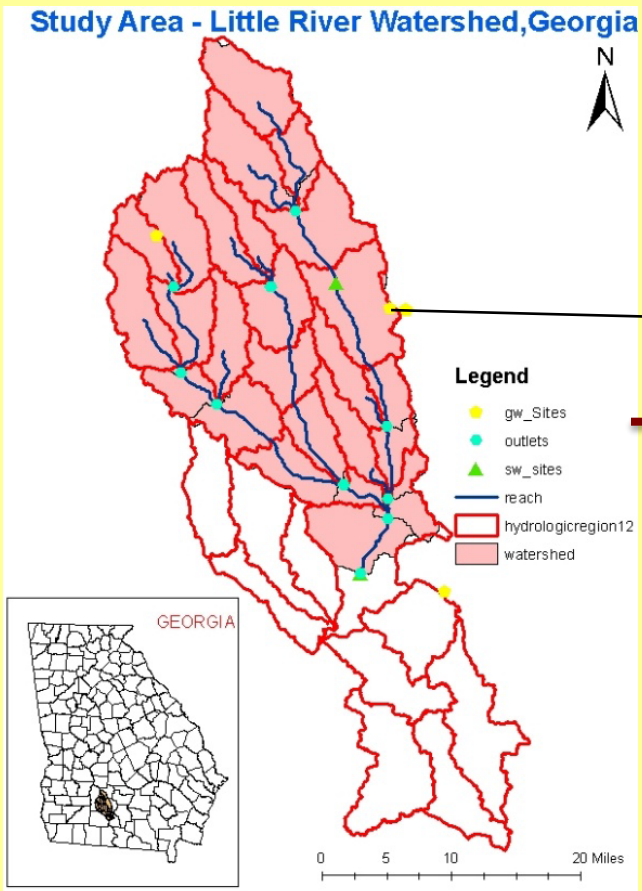 Study Area - Little River Watershed,Georgia
N
Legend
gw_Sites
outlets
sw_sites
reach
hydrologicregion12
watershed
GEORGIA
0 5 10 20 Miles